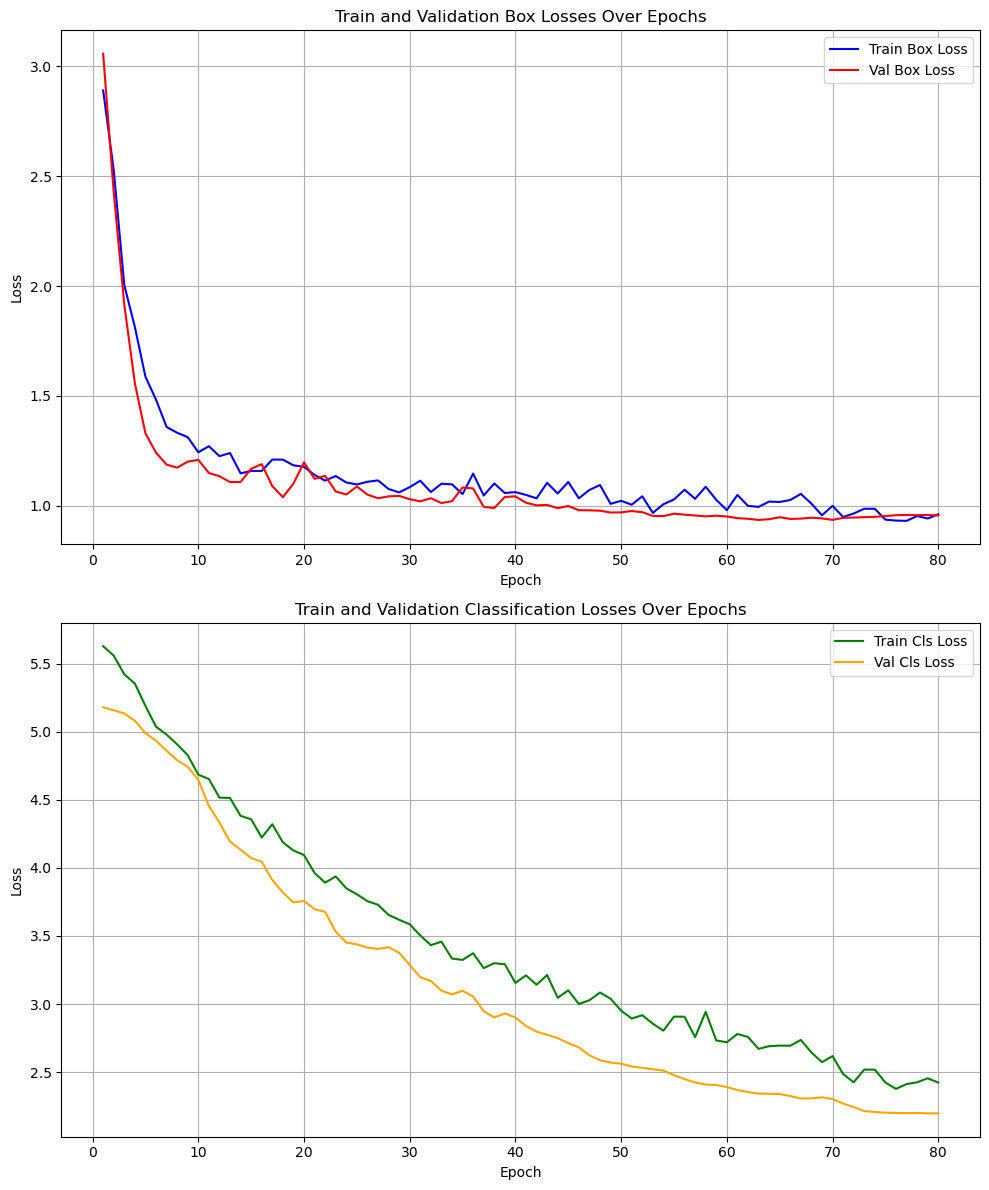 Train and Validation Box Losses Over Epochs
Train Box Loss
Val Box Loss
3.0
2.5
2.0
1.5
1.0
Loss
0 10 20 30 40 50 60 70 80
Epoch
Train and Validation Classification Losses Over Epochs
Train Cls Loss
Val Cls Loss
5.5
5.0
4.5
4.0
3.5
3.0
2.5
Loss
0 10 20 30 40 50 60 70 80
Epoch